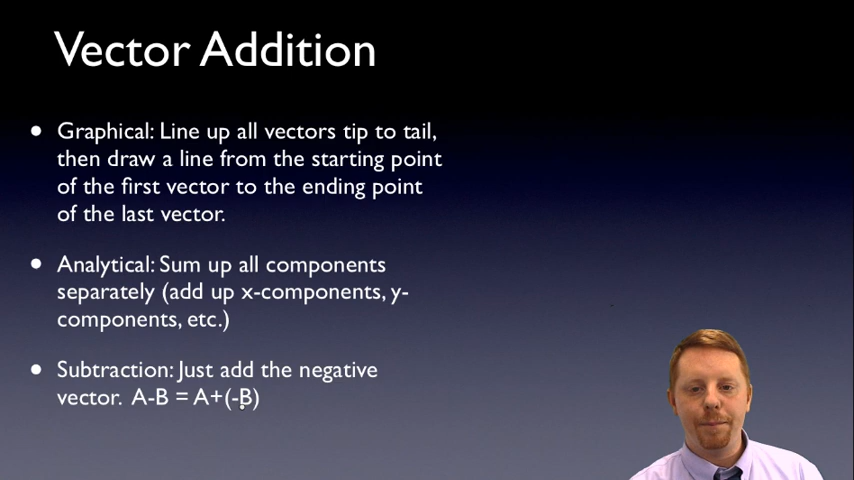 Vector Addition
• Graphical: Line up all vectors tip to tail,
then draw a line from the starting point
of the first vector to the ending point
of the last vector.
• Analytical: Sum up all components
separately (add up x-components, y-
components, etc.)
• Subtraction: Just add the negative
vector. A-B = A+(-B)